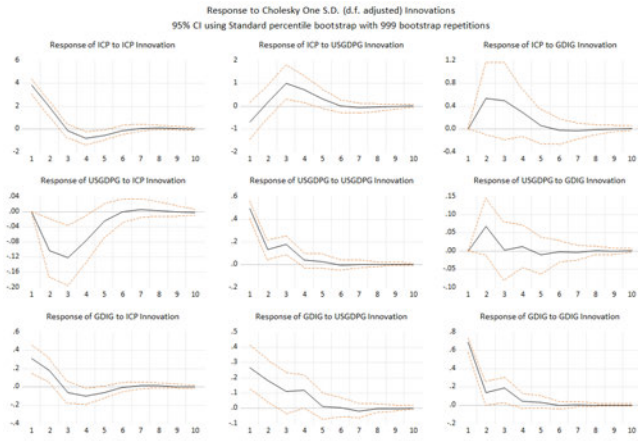 Response to Cholesky One S.D. (d.f. adjusted) Innovations
95% CI using Standard percentile bootstrap with 999 bootstrap repetitions
Response of ICP to ICP Innovation
6
4
2
0
-2
1 2 3 4 5 6 7 8 9 10
Response of ICP to USGDPG Innovation
2
1
0
-1
-2
1 2 3 4 5 6 7 8 9 10
Response of ICP to GDIG Innovation
1.2
0.8
0.4
0.0
-0.4
1 2 3 4 5 6 7 8 9 10
Response of USGDPG to ICP Innovation
.04
.00
-.04
-.08
-.12
-.16
-.20
1 2 3 4 5 6 7 8 9 10
Response of USGDPG to USGDPG Innovation
.6
.4
.2
.0
-.2
1 2 3 4 5 6 7 8 9 10
Response of USGDPG to GDIG Innovation
.15
.10
.05
.00
-.05
-.10
1 2 3 4 5 6 7 8 9 10
Response of GDIG to ICP Innovation
.6
.4
.2
.0
-.2
-.4
1 2 3 4 5 6 7 8 9 10
Response of GDIG to USGDPG Innovation
.5
.4
.3
.2
.1
.0
-.1
1 2 3 4 5 6 7 8 9 10
Response of GDIG to GDIG Innovation
.8
.6
.4
.2
.0
-.2
1 2 3 4 5 6 7 8 9 10